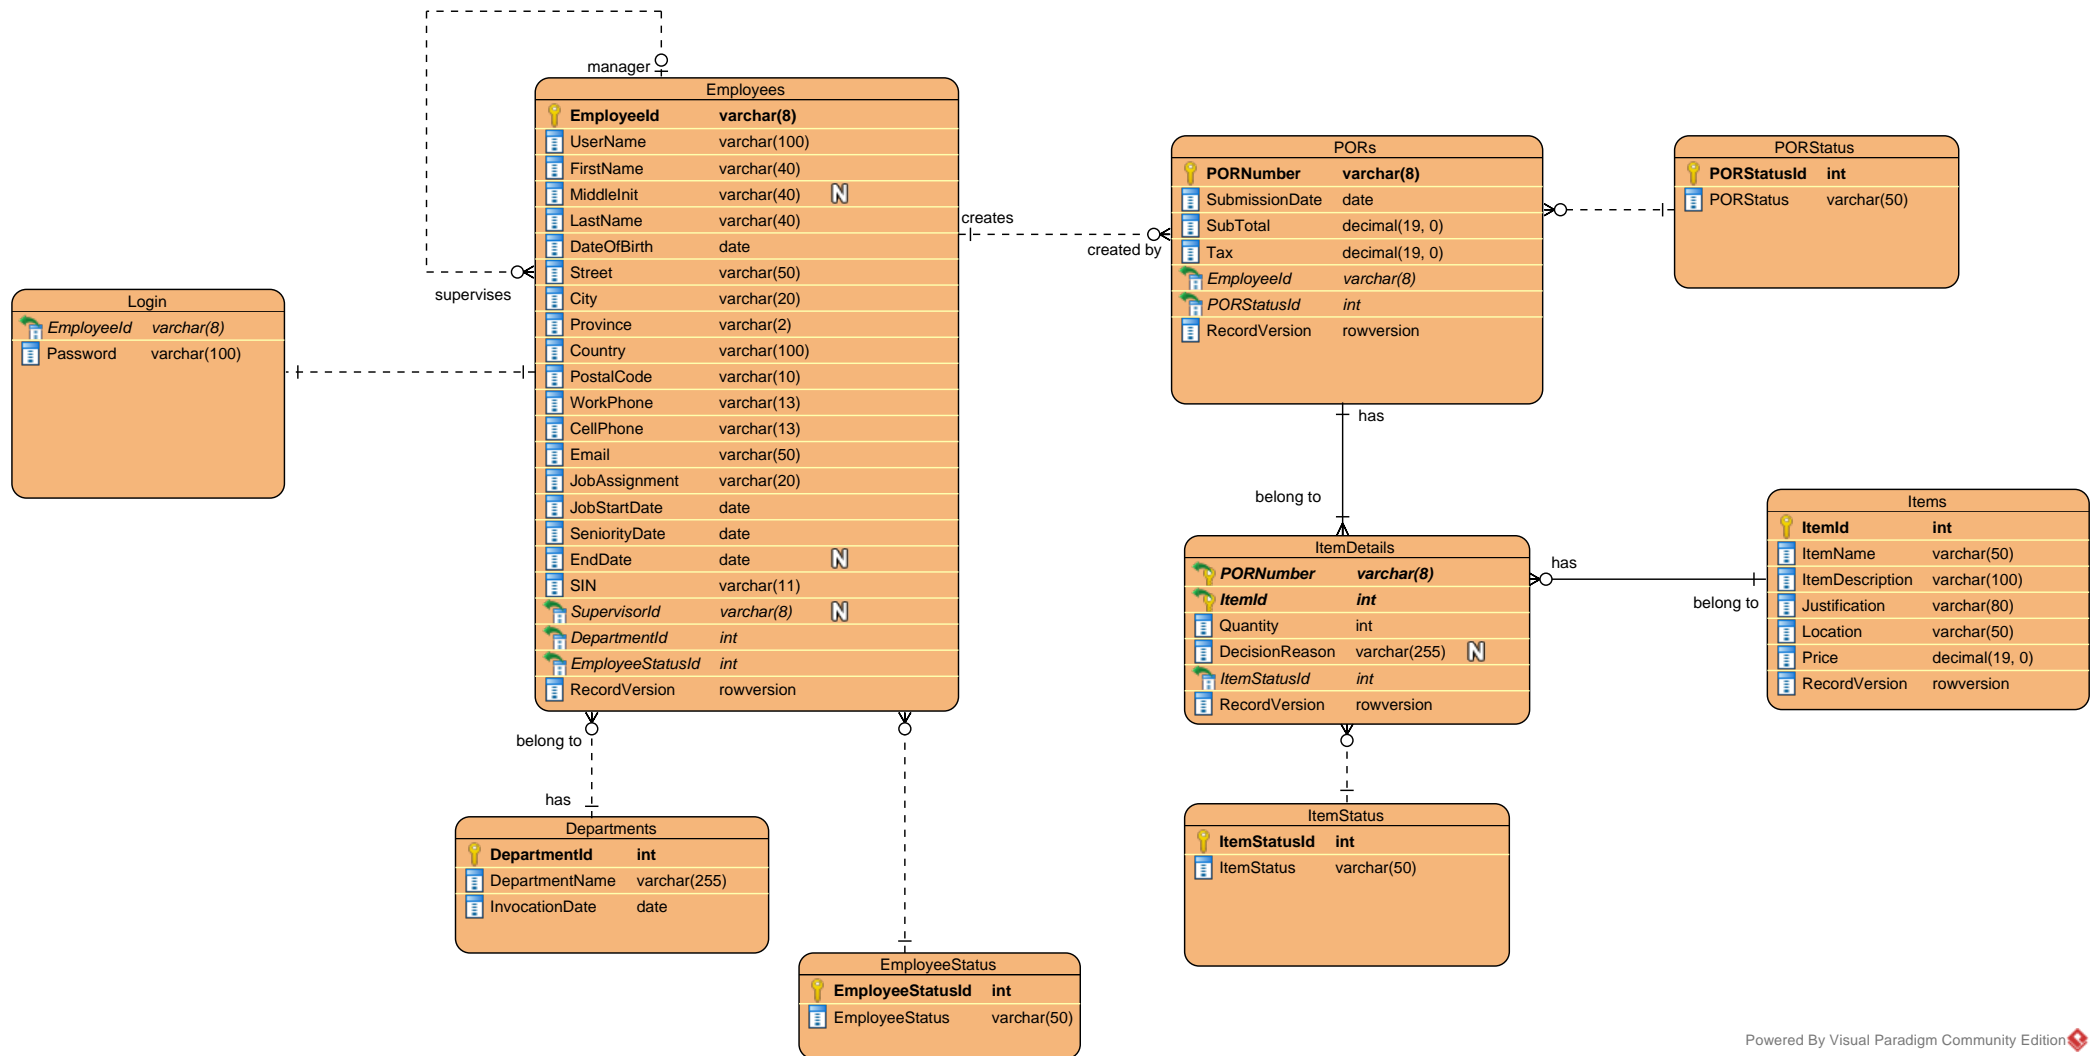 manager
supervises
Employees
EmployeeId varchar(8)
UserName varchar(100)
FirstName varchar(40)
MiddleInit varchar(40) N
LastName varchar(40)
DateOfBirth date
Street varchar(50)
City varchar(20)
Province varchar(2)
Country varchar(100)
PostalCode varchar(10)
WorkPhone varchar(13)
CellPhone varchar(13)
Email varchar(50)
JobAssignment varchar(20)
JobStartDate date
SeniorityDate date
EndDate date N
SIN varchar(11)
SupervisorId varchar(8) N
DepartmentId int
EmployeeStatusId int
RecordVersion rowversion
Login
EmployeeId varchar(8)
Password varchar(100)
creates
created by
PORs
PORNumber varchar(8)
SubmissionDate date
SubTotal decimal(19, 0)
Tax decimal(19, 0)
EmployeeId varchar(8)
PORStatusId int
RecordVersion rowversion
PORStatus
PORStatusId int
PORStatus varchar(50)
has
belong to
ItemDetails
PORNumber varchar(8)
ItemId int
Quantity int
DecisionReason varchar(255) N
ItemStatusId int
RecordVersion rowversion
has
belong to
Items
ItemId int
ItemName varchar(50)
ItemDescription varchar(100)
Justification varchar(80)
Location varchar(50)
Price decimal(19, 0)
RecordVersion rowversion
belong to
has
Departments
DepartmentId int
DepartmentName varchar(255)
InvocationDate date
EmployeeStatus
EmployeeStatusId int
EmployeeStatus varchar(50)
ItemStatus
ItemStatusId int
ItemStatus varchar(50)
Powered By Visual Paradigm Community Edition